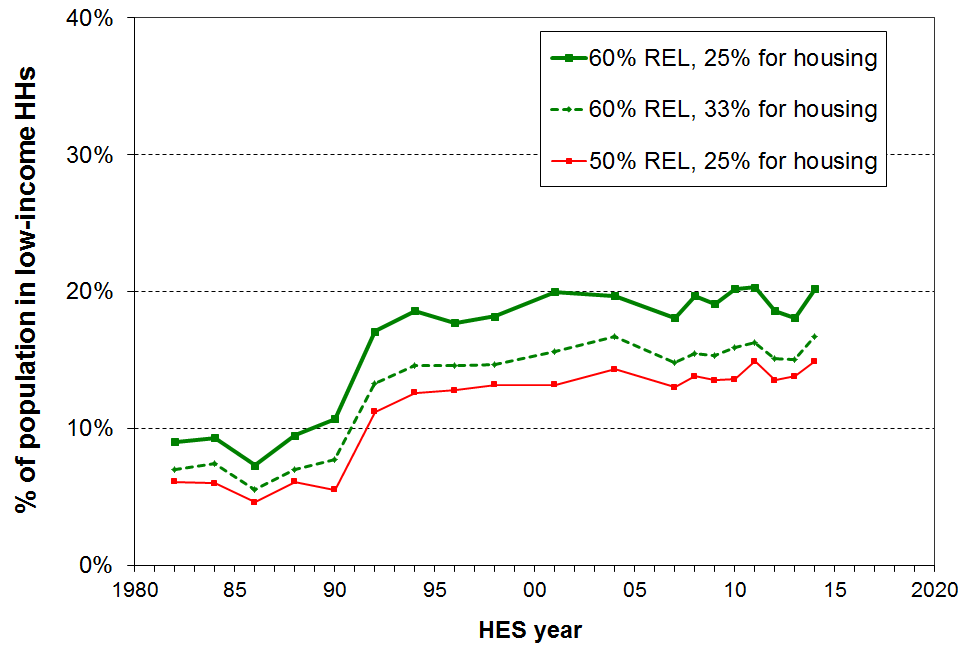 40%
60% REL, 25% for housing
60% REL, 33% for housing
50% REL, 25% for housing
30%
20%
10%
0%
% of population in low-income HHs
1980 85 90 95 00 05 10 15 2020
HES year